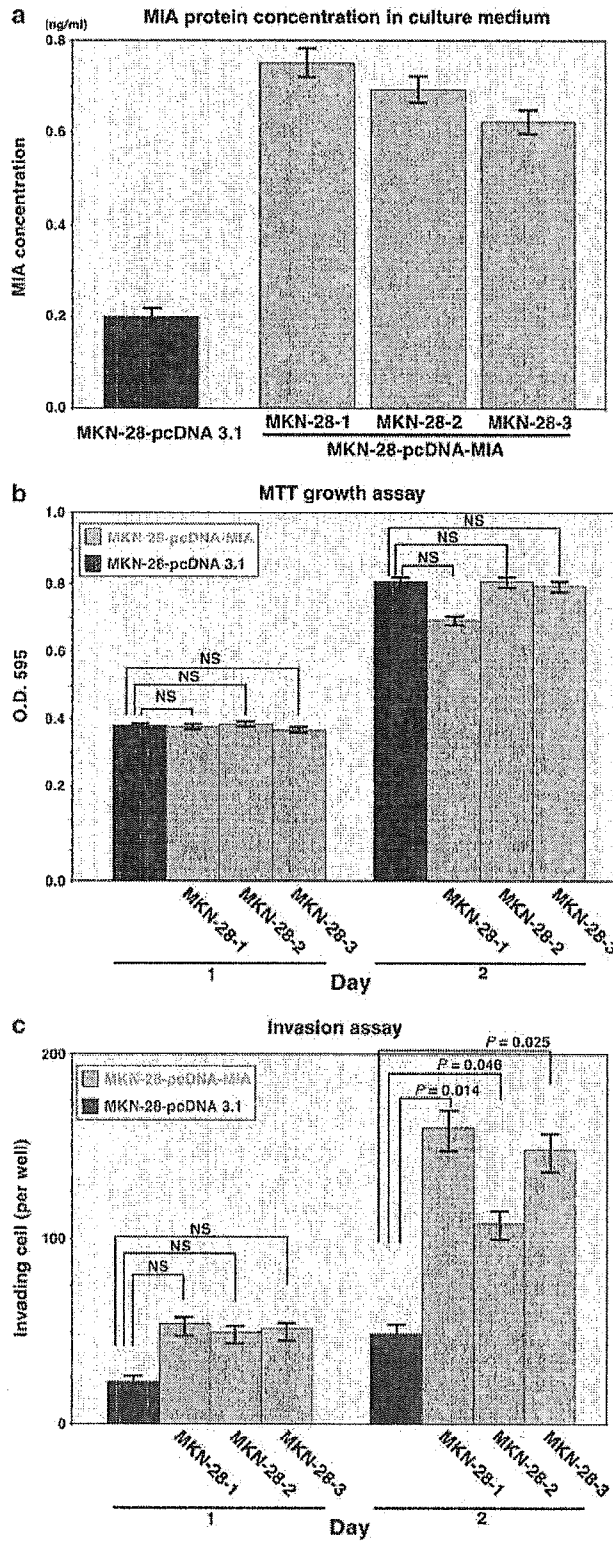 a MIA protein concentration in culture medium
(ng/ml)
0.8
0.6
0.4
0.2
0.0
MIA concentration
MKN-28-pcDNA 3.1
MKN-28-1 MKN-28-2 MKN-28-3
MKN-28-pcDNA-MIA
b MTT growth assay
1.0
0.8
0.6
0.4
0.2
0.0
O.D. 595
MKN-28-pcDNA-MIA
MKN-28-pcDNA 3.1
NS
NS
NS
NS
NS
NS
MKN-28-1
MKN-28-2
MKN-28-3
MKN-28-1
MKN-28-2
MKN-28-3
1 2
Day
c Invasion assay
200
100
0
Invading cell (per well)
MKN-28-pcDNA-MIA
MKN-28-pcDNA 3.1
NS
NS
NS
P = 0.025
P = 0.046
P = 0.014
MKN-28-1
MKN-28-2
MKN-28-3
MKN-28-1
MKN-28-2
MKN-28-3
1 2
Day